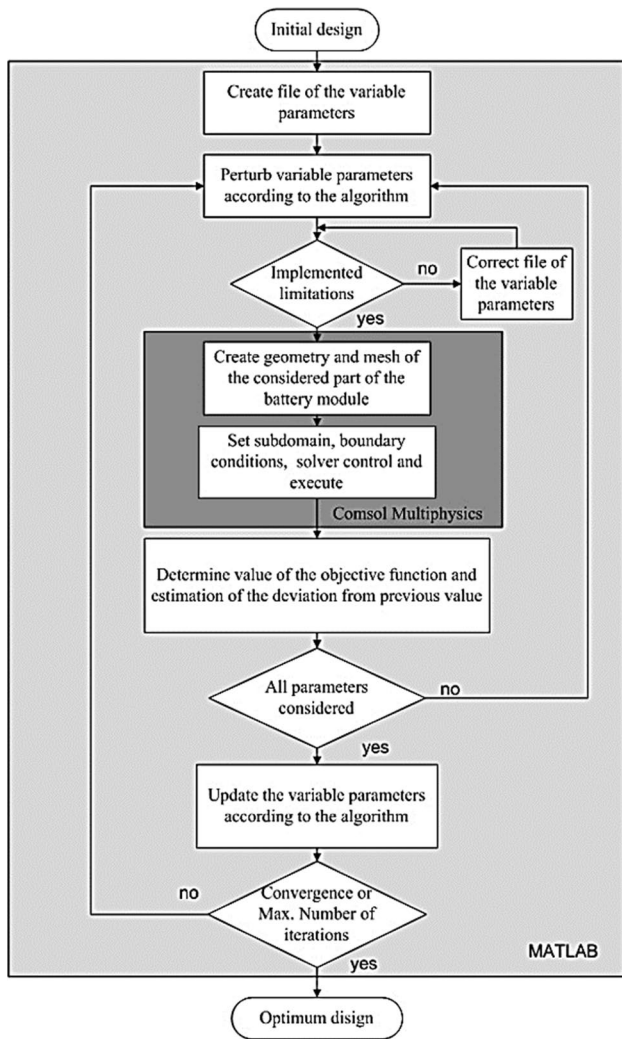 Initial design
Create file of the variable
parameters
Perturb variable parameters
according to the algorithm
Implemented
limitations
no
Correct file of
the variable
parameters
yes
Create geometry and mesh of
the considered part of the
battery module
Set subdomain, boundary
conditions, solver control and
execute
Comsol Multiphysics
Determine value of the objective function and
estimation of the deviation from previous value
All parameters
considered
no
yes
Update the variable parameters
according to the algorithm
no
Convergence or
Max. Number of
iterations
yes
MATLAB
Optimum disign